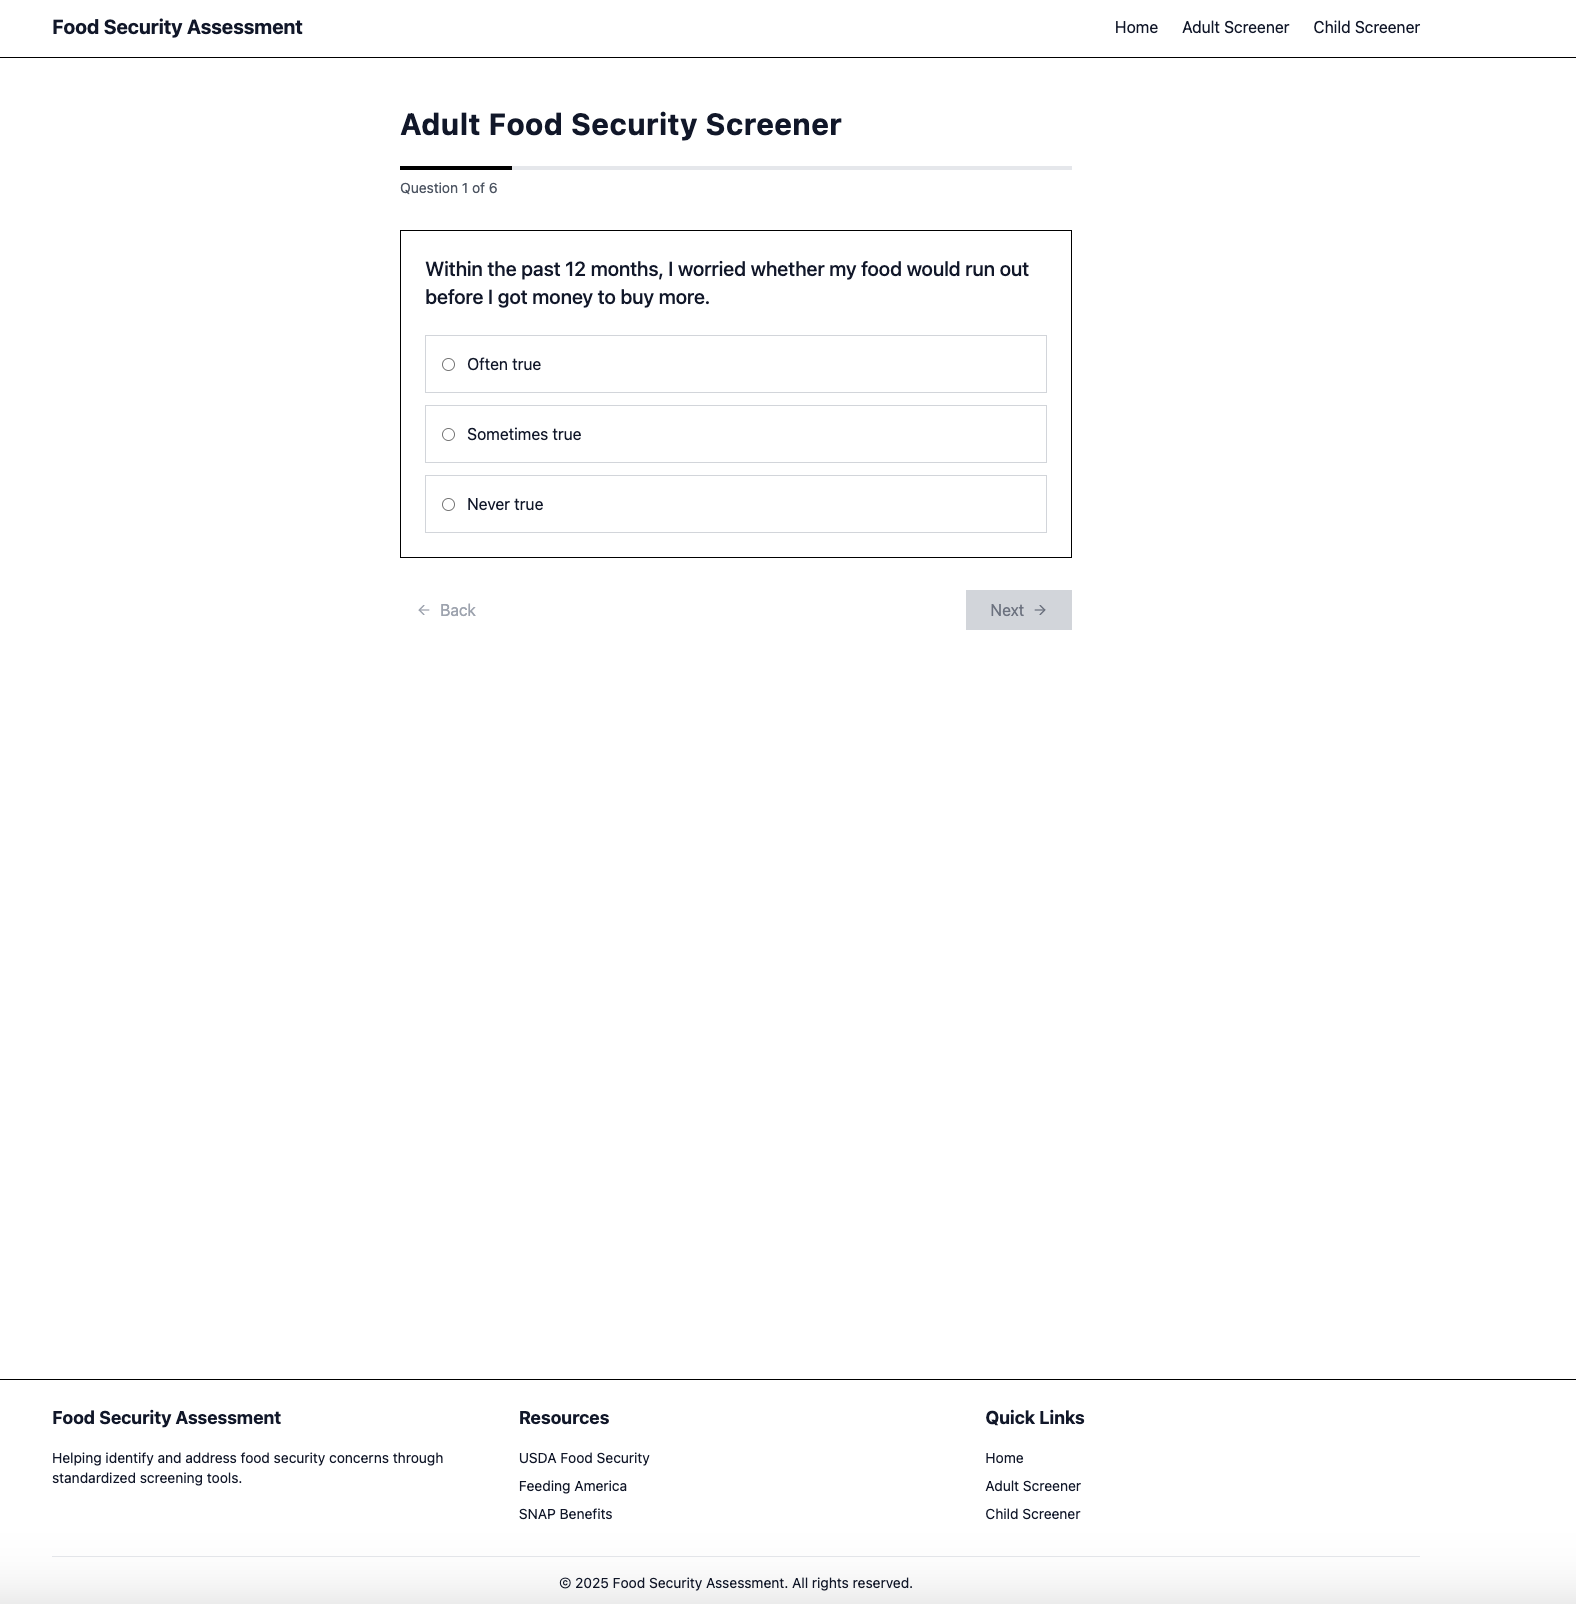 Food Security Assessment
Home Adult Screener Child Screener
Adult Food Security Screener
Question 1 of 6
Within the past 12 months, I worried whether my food would run out
before I got money to buy more.
Often true
Sometimes true
Never true
← Back
Next →
Food Security Assessment
Helping identify and address food security concerns through
standardized screening tools.
Resources
USDA Food Security
Feeding America
SNAP Benefits
Quick Links
Home
Adult Screener
Child Screener
© 2025 Food Security Assessment. All rights reserved.